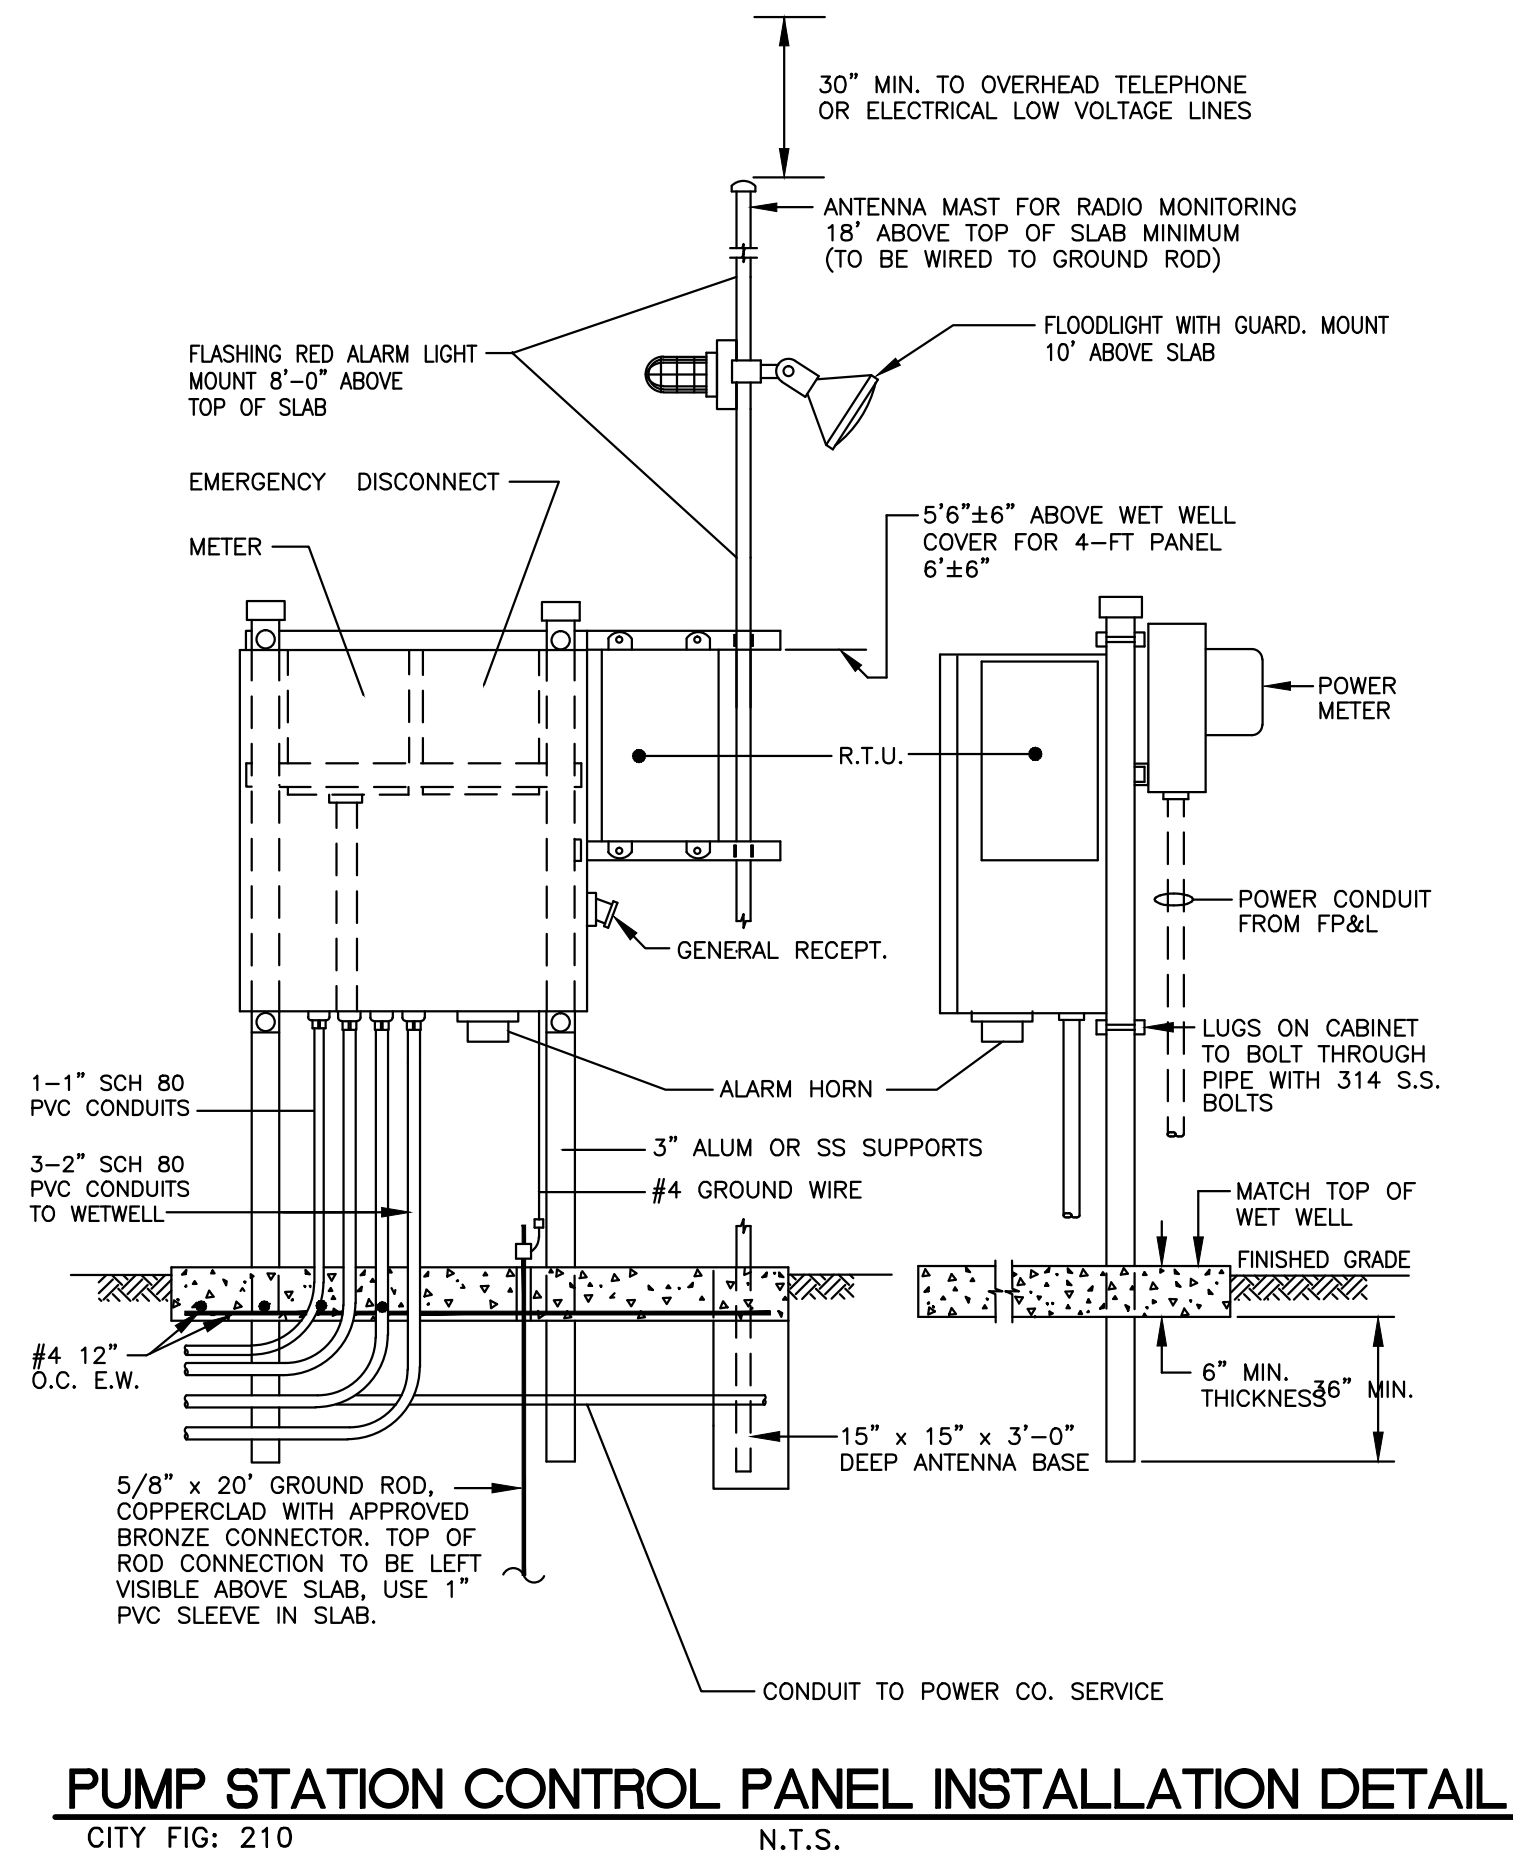 30" MIN. TO OVERHEAD TELEPHONE
OR ELECTRICAL LOW VOLTAGE LINES
ANTENNA MAST FOR RADIO MONITORING
18' ABOVE TOP OF SLAB MINIMUM
(TO BE WIRED TO GROUND ROD)
FLOODLIGHT WITH GUARD. MOUNT
10' ABOVE SLAB
FLASHING RED ALARM LIGHT
MOUNT 8'-0" ABOVE
TOP OF SLAB
EMERGENCY DISCONNECT
METER
5'6"±6" ABOVE WET WELL
COVER FOR 4-FT PANEL
6'±6"
POWER
METER
R.T.U.
POWER CONDUIT
FROM FP&L
GENERAL RECEPT.
LUGS ON CABINET
TO BOLT THROUGH
PIPE WITH 314 S.S.
BOLTS
ALARM HORN
1-1" SCH 80
PVC CONDUITS
3" ALUM OR SS SUPPORTS
3-2" SCH 80
PVC CONDUITS
TO WETWELL
#4 GROUND WIRE
MATCH TOP OF
WET WELL
FINISHED GRADE
#4 12"
O.C. E.W.
6" MIN.
THICKNESS
36" MIN.
15" x 15" x 3'-0"
DEEP ANTENNA BASE
5/8" x 20' GROUND ROD,
COPPERCLAD WITH APPROVED
BRONZE CONNECTOR. TOP OF
ROD CONNECTION TO BE LEFT
VISIBLE ABOVE SLAB, USE 1"
PVC SLEEVE IN SLAB.
CONDUIT TO POWER CO. SERVICE
PUMP STATION CONTROL PANEL INSTALLATION DETAIL
CITY FIG: 210
N.T.S.